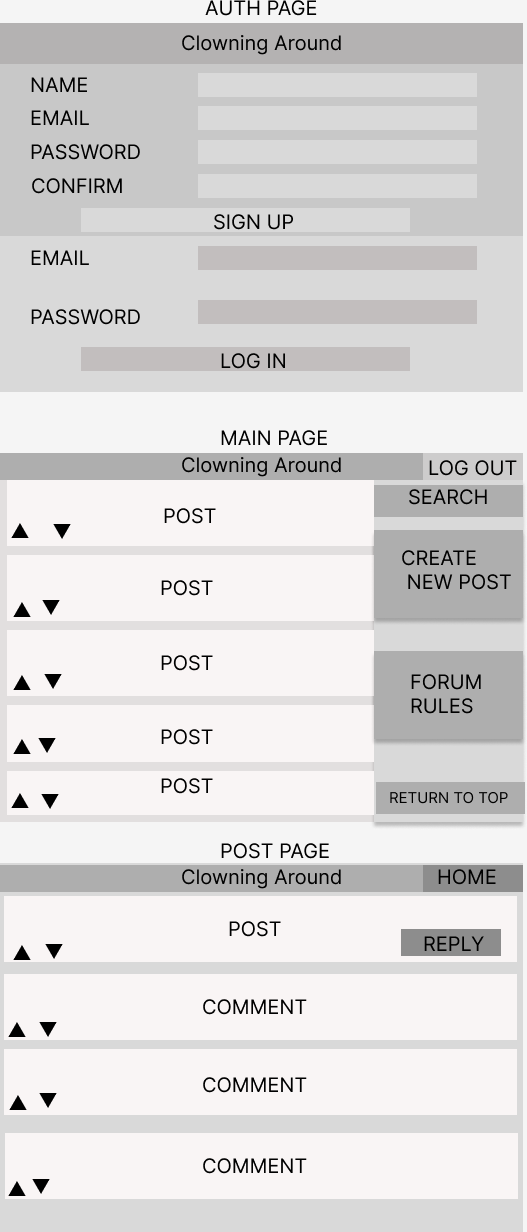 AUTH PAGE
Clowning Around
NAME
EMAIL
PASSWORD
CONFIRM
SIGN UP
EMAIL
PASSWORD
LOG IN
MAIN PAGE
Clowning Around
LOG OUT
SEARCH
POST
CREATE
NEW POST
POST
POST
FORUM
RULES
POST
POST
RETURN TO TOP
POST PAGE
Clowning Around
HOME
POST
REPLY
COMMENT
COMMENT
COMMENT